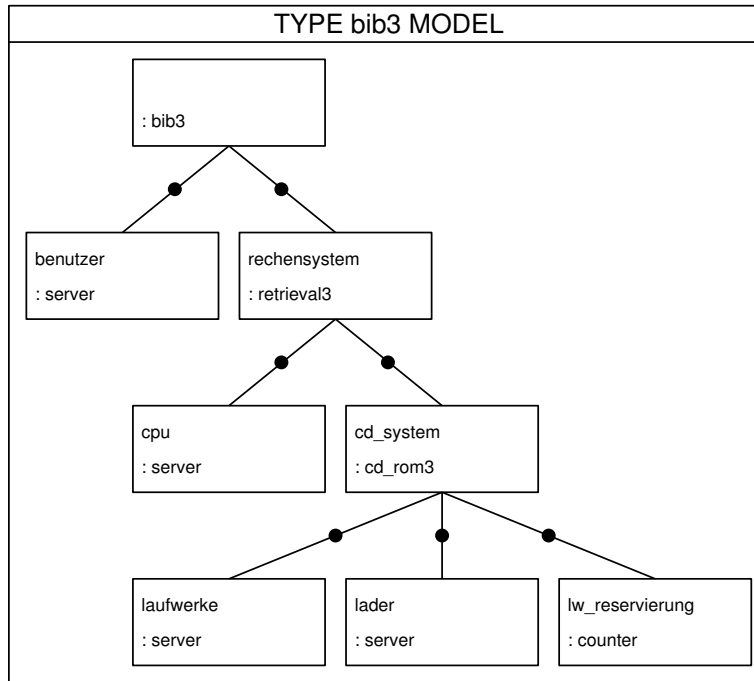 TYPE bib3 MODEL
: bib3
benutzer
: server
rechensystem
: retrieval3
cpu
: server
cd_system
: cd_rom3
laufwerke
: server
lader
: server
lw_reservierung
: counter